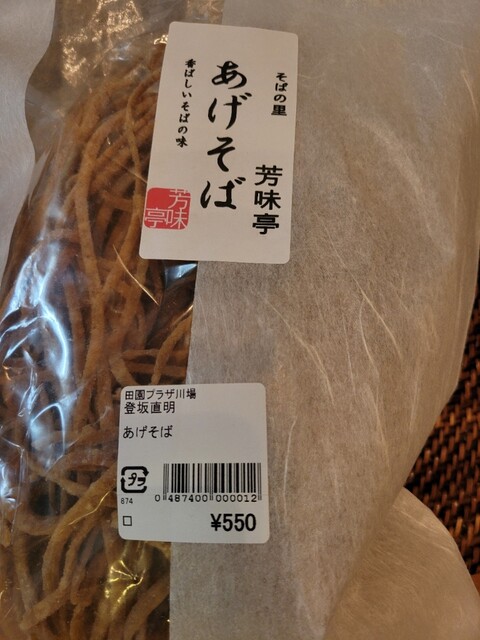 そばの里
芳味亭
あげそば
香ばしいそばの味
芳味亭
田園プラザ川場
登坂直明
あげそば
プラ
874
0 487400 000012
¥550